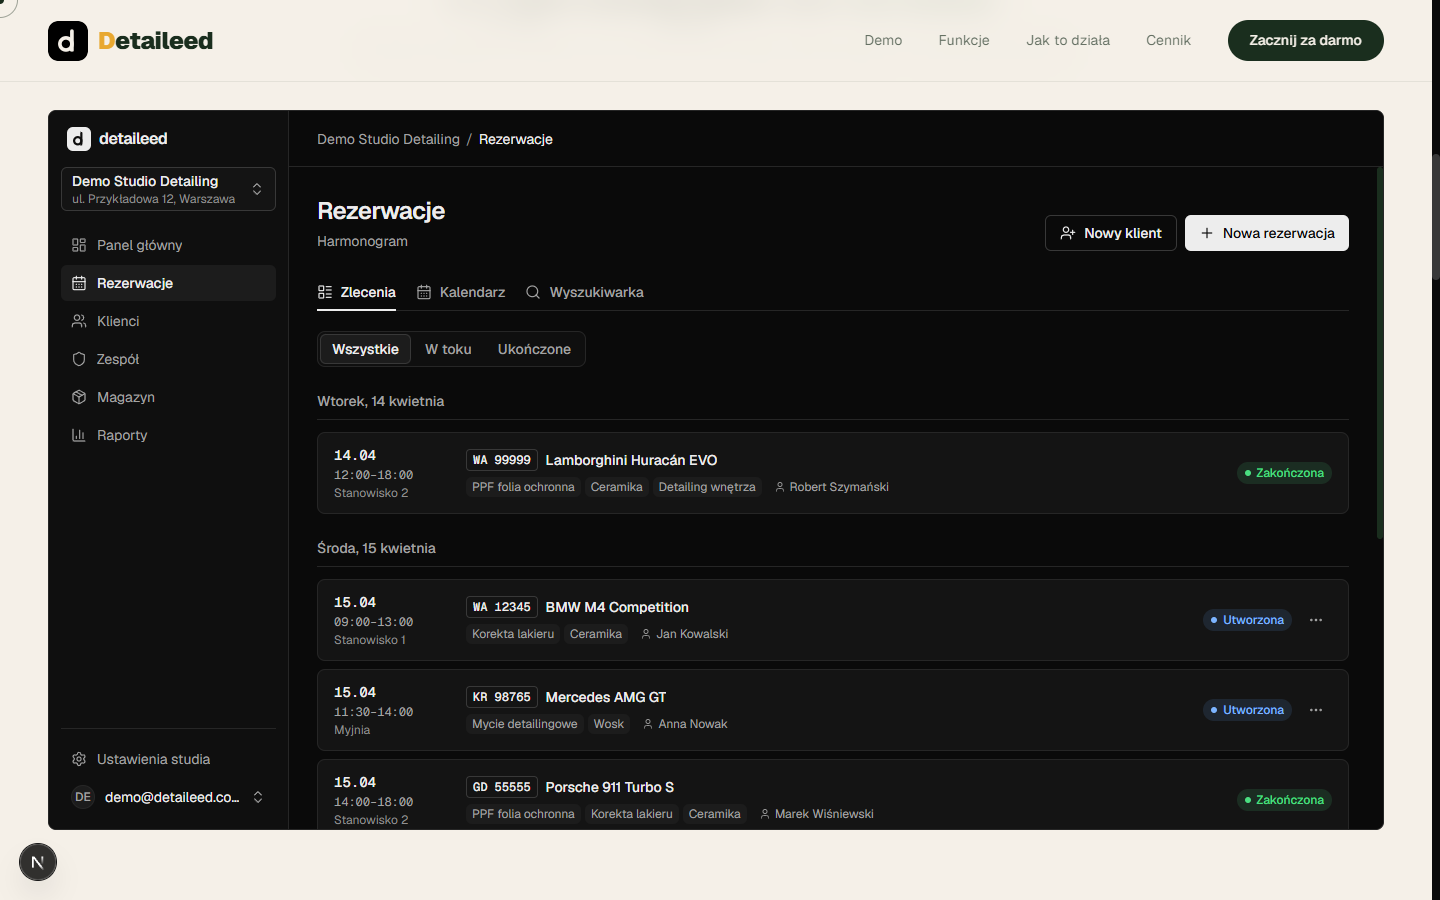 d Detaileed
Demo
Funkcje
Jak to działa
Cennik
Zacznij za darmo
d detaileed
Demo Studio Detailing
ul. Przykładowa 12, Warszawa
Panel główny
Rezerwacje
Klienci
Zespół
Magazyn
Raporty
Ustawienia studia
DE demo@detaileed.co...
Demo Studio Detailing / Rezerwacje
Rezerwacje
Harmonogram
Nowy klient
Nowa rezerwacja
Zlecenia
Kalendarz
Wyszukiwarka
Wszystkie
W toku
Ukończone
Wtorek, 14 kwietnia
14.04
12:00–18:00
Stanowisko 2
WA 99999 Lamborghini Huracán EVO
PPF folia ochronna Ceramika Detailing wnętrza Robert Szymański
Zakończona
Środa, 15 kwietnia
15.04
09:00–13:00
Stanowisko 1
WA 12345 BMW M4 Competition
Korekta lakieru Ceramika Jan Kowalski
Utworzona
15.04
11:30–14:00
Myjnia
KR 98765 Mercedes AMG GT
Mycie detailingowe Wosk Anna Nowak
Utworzona
15.04
14:00–18:00
Stanowisko 2
GD 55555 Porsche 911 Turbo S
PPF folia ochronna Korekta lakieru Ceramika Marek Wiśniewski
Zakończona
N